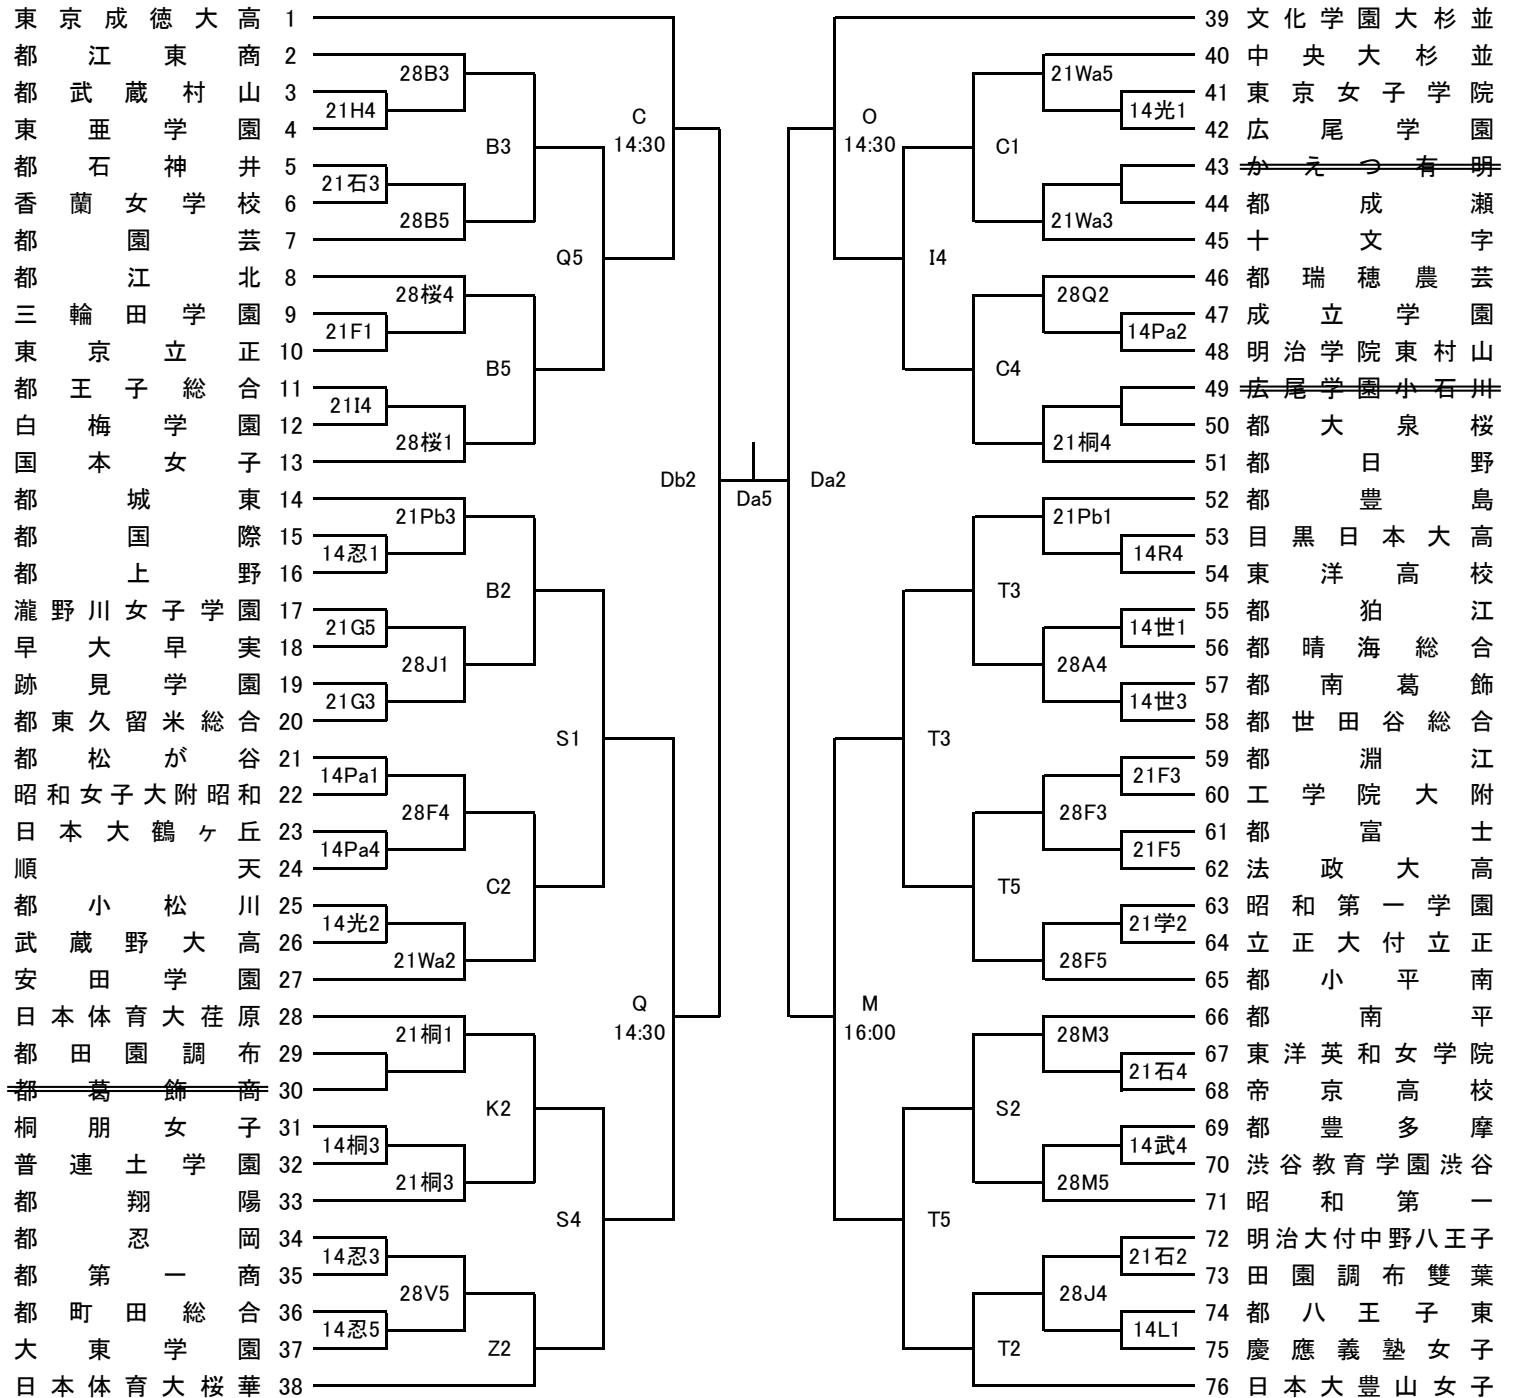 東京成徳大高 1
都江東商 2
都武蔵村山 3
東亜学園 4
都石神井 5
香蘭女学校 6
都園芸 7
都江北 8
三輪田学園 9
東京立正 10
都王子総合 11
白梅学園 12
国本女子 13
都城東 14
都国際 15
都上野 16
瀧野川女子学園 17
早大早実 18
跡見学園 19
都東久留米総合 20
都松が谷 21
昭和女子大附昭和 22
日本大鶴ヶ丘 23
順天 24
都小松川 25
武蔵野大高 26
安田学園 27
日本体育大荏原 28
都田園調布 29
都葛飾商 30
桐朋女子 31
普連土学園 32
都翔陽 33
都忍岡 34
都第一商 35
都町田総合 36
大東学園 37
日本体育大桜華 38
21H4
21石3
21F1
21I4
14忍1
21G5
21G3
14Pa1
14Pa4
14光2
14桐3
14忍3
14忍5
28B3
28B5
28桜4
28桜1
21Pb3
28J1
28F4
21Wa2
21桐1
21桐3
28V5
B3
B5
B2
C2
K2
Z2
Q5
S1
S4
C
14:30
Q
14:30
Db2
Da5
Da2
O
14:30
M
16:00
I4
T3
T5
C1
C4
T3
T5
S2
T2
21Wa5
21Wa3
28Q2
21桐4
21Pb1
28A4
28F3
28F5
28M3
28M5
28J4
14光1
14Pa2
14R4
14世1
14世3
21F3
21F5
21学2
21石4
14武4
21石2
14L1
39 文化学園大杉並
40 中央大杉並
41 東京女子学院
42 広尾学園
43 かえつ有明
44 都成瀬
45 十文字
46 都瑞穂農芸
47 成立学園
48 明治学院東村山
49 広尾学園小石川
50 都大泉桜
51 都日野
52 都豊島
53 目黒日本大高
54 東洋高校
55 都狛江
56 都晴海総合
57 都南葛飾
58 都世田谷総合
59 都淵江
60 工学院大附
61 都富士
62 法政大高
63 昭和第一学園
64 立正大付立正
65 都小平南
66 都南平
67 東洋英和女学院
68 帝京高校
69 都豊多摩
70 渋谷教育学園渋谷
71 昭和第一
72 明治大付中野八王子
73 田園調布雙葉
74 都八王子東
75 慶應義塾女子
76 日本大豊山女子